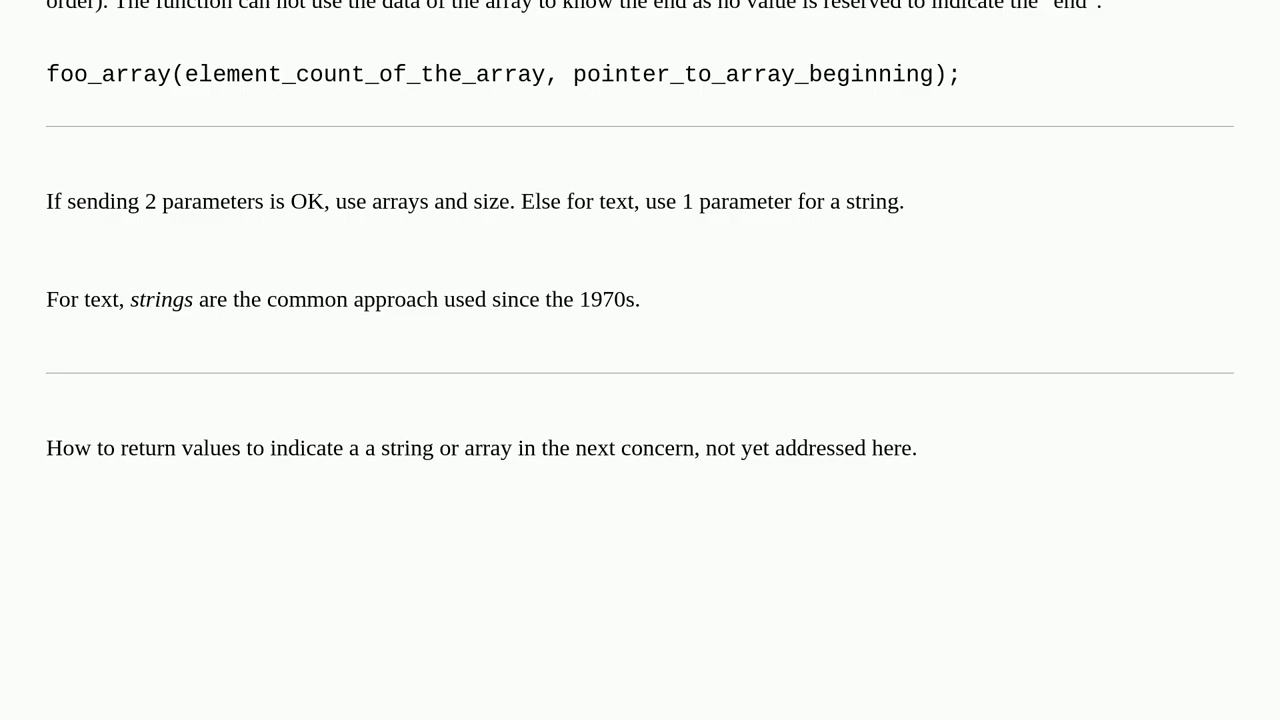 order). The function can not use the data of the array to know the end as no value is reserved to indicate the "end".
foo_array(element_count_of_the_array, pointer_to_array_beginning);
If sending 2 parameters is OK, use arrays and size. Else for text, use 1 parameter for a string.
For text, strings are the common approach used since the 1970s.
How to return values to indicate a a string or array in the next concern, not yet addressed here.